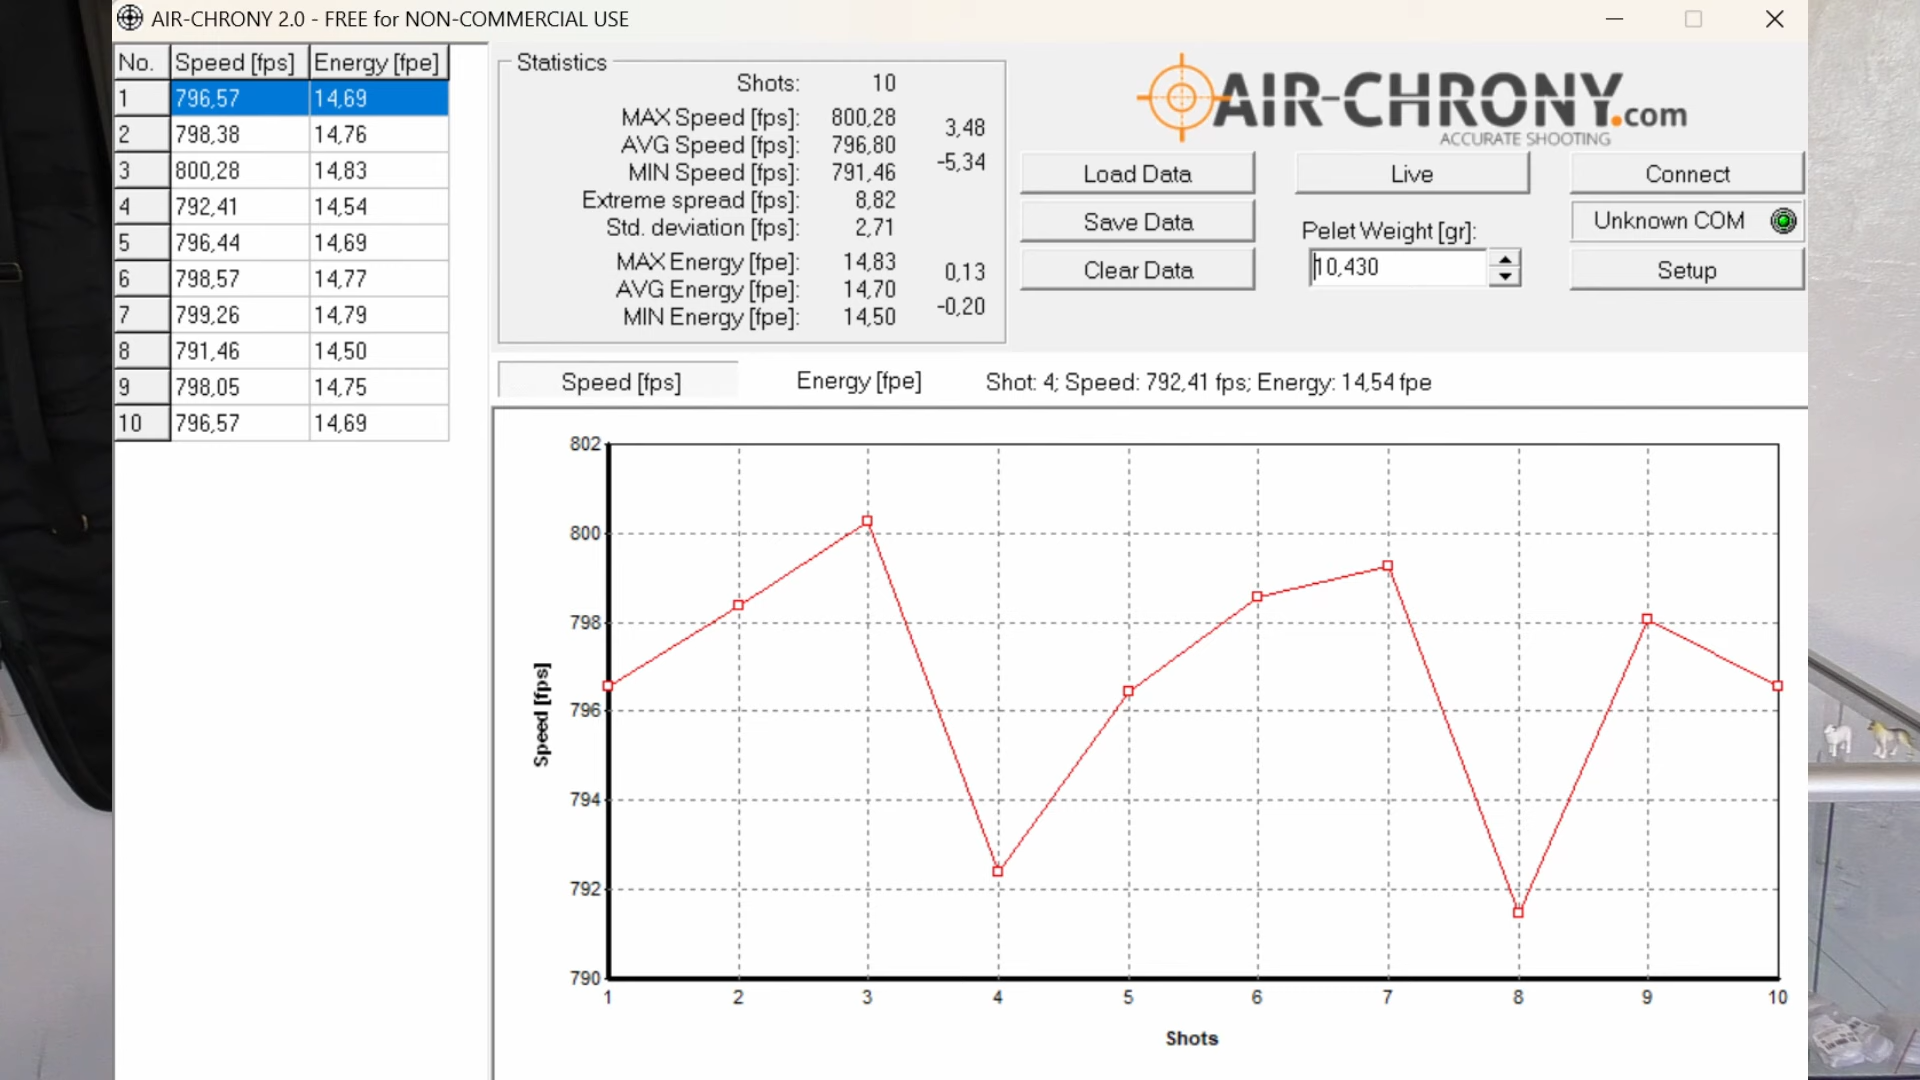 AIR-CHRONY 2.0 - FREE for NON-COMMERCIAL USE
No. Speed [fps] Energy [fpe]
1 796,57 14,69
2 798,38 14,76
3 800,28 14,83
4 792,41 14,54
5 796,44 14,69
6 798,57 14,77
7 799,26 14,79
8 791,46 14,50
9 798,05 14,75
10 796,57 14,69
Statistics
Shots: 10
MAX Speed [fps]: 800,28 3,48
AVG Speed [fps]: 796,80
MIN Speed [fps]: 791,46 -5,34
Extreme spread [fps]: 8,82
Std. deviation [fps]: 2,71
MAX Energy [fpe]: 14,83 0,13
AVG Energy [fpe]: 14,70
MIN Energy [fpe]: 14,50 -0,20
AIR-CHRONY.com
ACCURATE SHOOTING
Load Data Live Connect
Save Data Pelet Weight [gr]: Unknown COM
Clear Data 10,430 Setup
Speed [fps] Energy [fpe] Shot: 4; Speed: 792,41 fps; Energy: 14,54 fpe
802
800
798
796
794
792
790
Speed [fps]
1 2 3 4 5 6 7 8 9 10
Shots